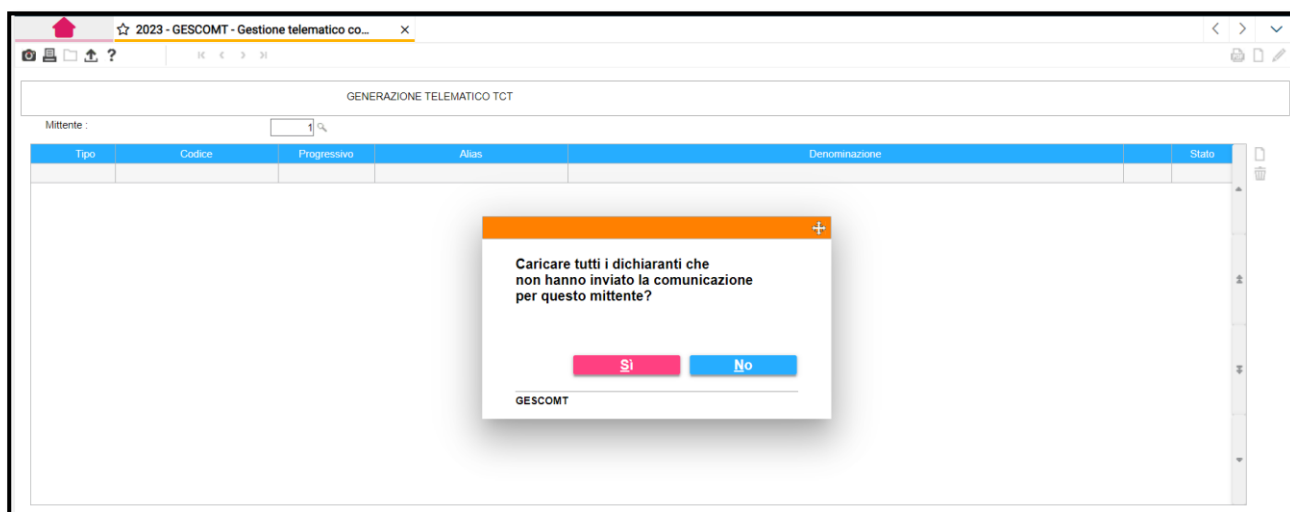 2023 - GESCOMT - Gestione telematico co...
GENERAZIONE TELEMATICO TCT
Mittente :
1
Tipo Codice Progressivo Alias Denominazione Stato
Caricare tutti i dichiaranti che
non hanno inviato la comunicazione
per questo mittente?
Sì No
GESCOMT